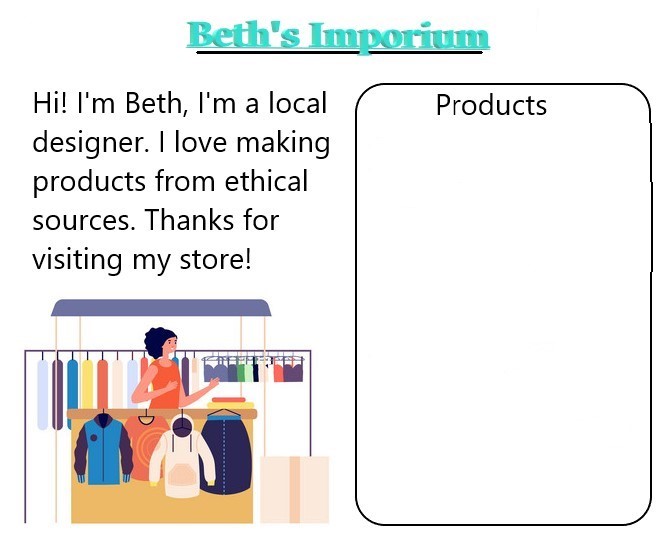 Beth's Imporium
Hi! I'm Beth, I'm a local
designer. I love making
products from ethical
sources. Thanks for
visiting my store!
Products